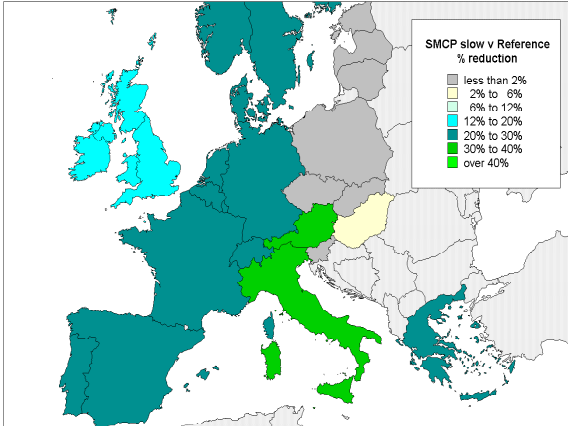 SMCP slow v Reference
% reduction
less than 2%
2% to 6%
6% to 12%
12% to 20%
20% to 30%
30% to 40%
over 40%